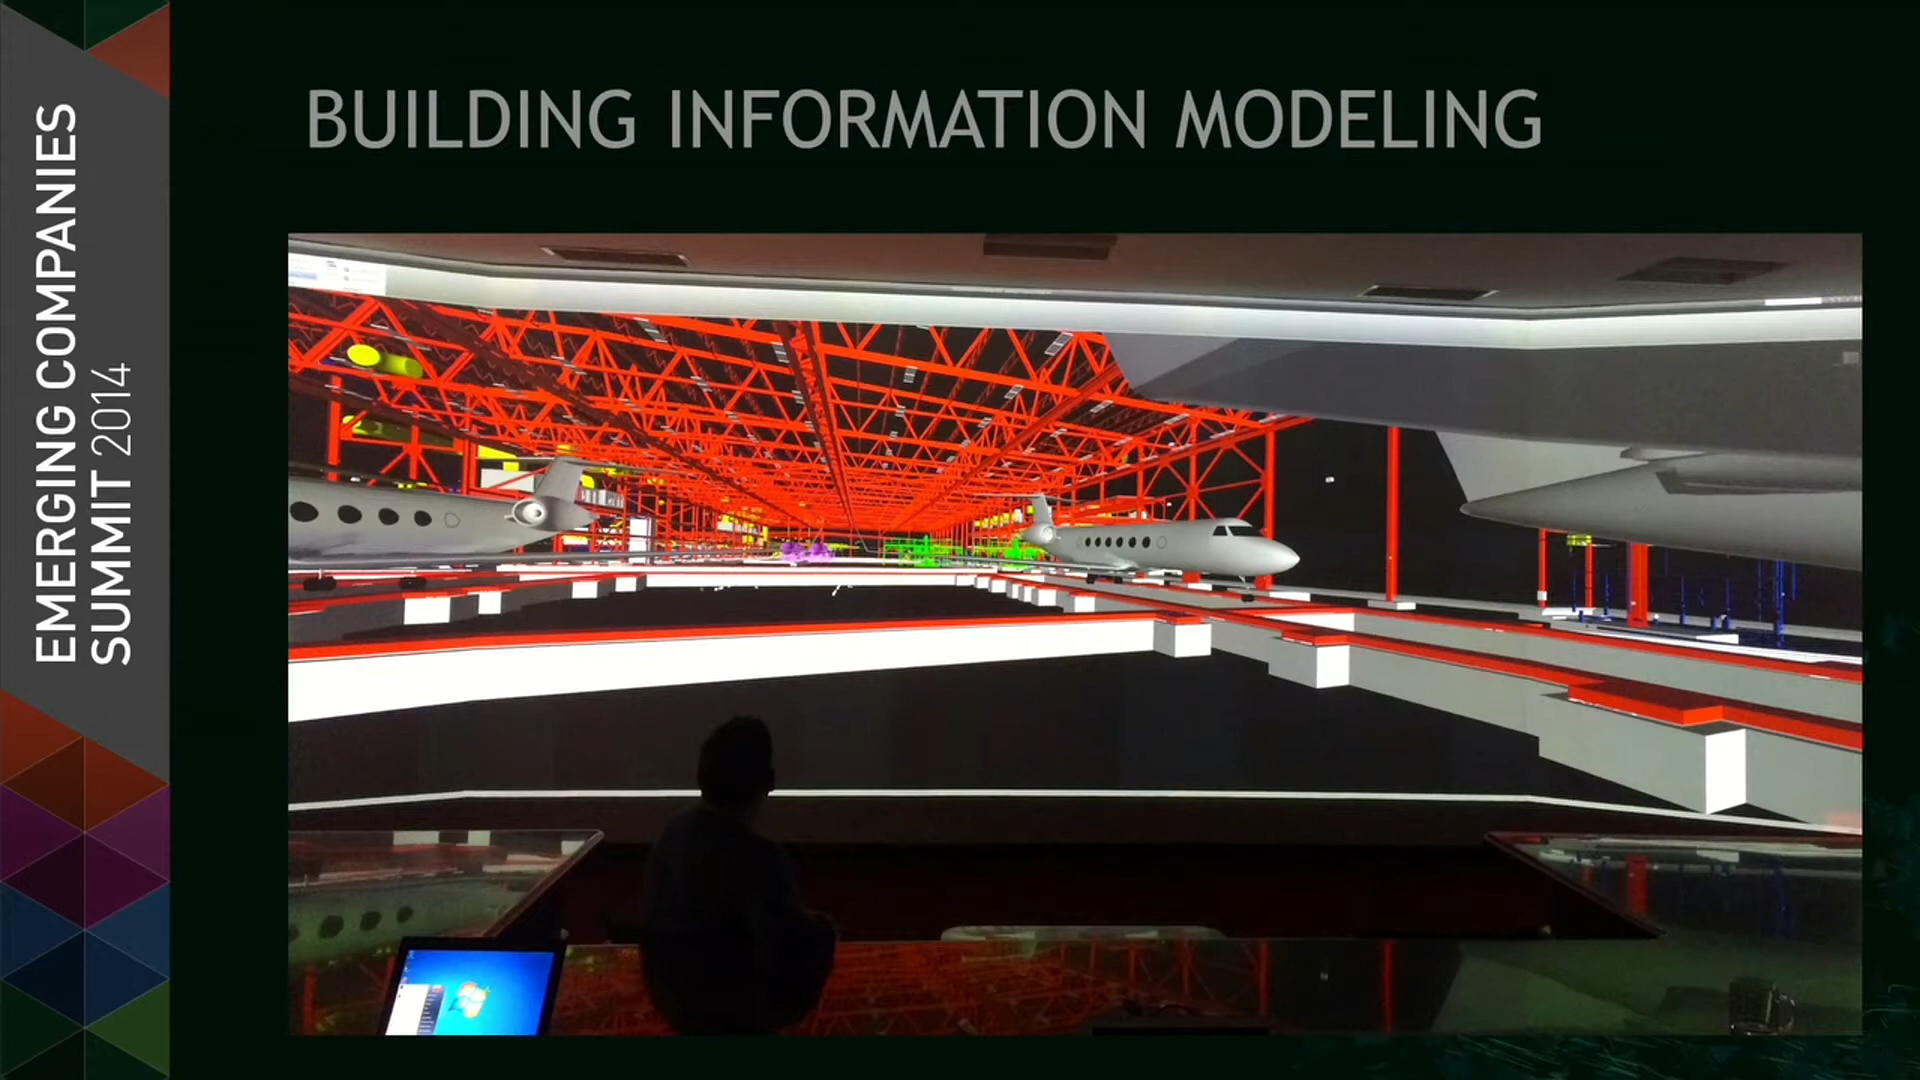 EMERGING COMPANIES
SUMMIT 2014
BUILDING INFORMATION MODELING